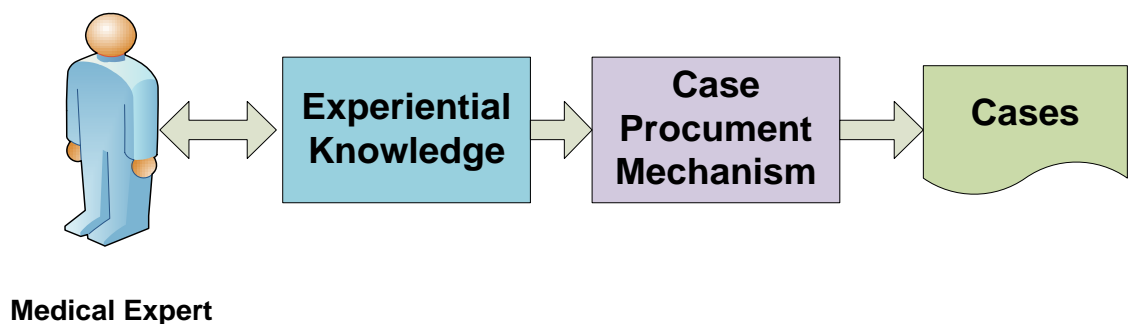 Experiential
Knowledge
Case
Procument
Mechanism
Cases
Medical Expert